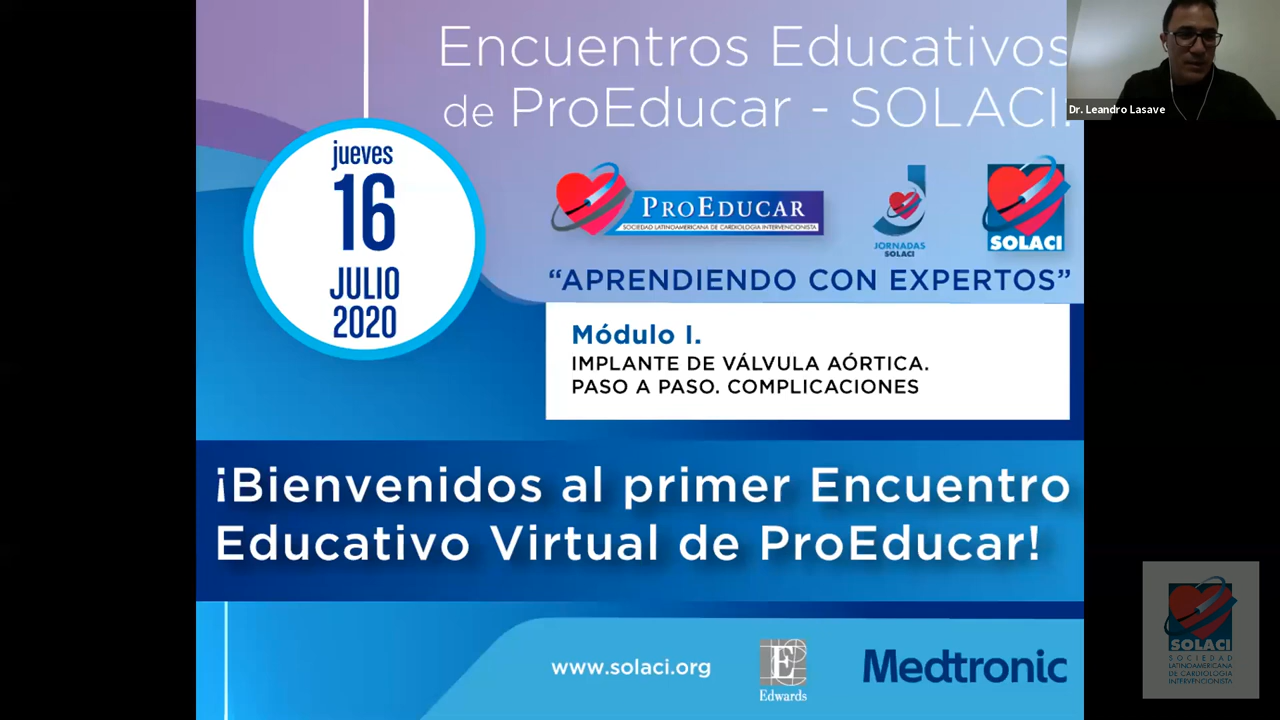 Encuentros Educativos
de ProEducar - SOLACI.
Dr. Leandro Lasave
jueves
16
JULIO
2020
PROEDUCAR
SOCIEDAD LATINOAMERICANA DE CARDIOLOGÍA INTERVENCIONISTA
JORNADAS
SOLACI
SOLACI
“APRENDIENDO CON EXPERTOS”
Módulo I.
IMPLANTE DE VÁLVULA AÓRTICA.
PASO A PASO. COMPLICACIONES
¡Bienvenidos al primer Encuentro
Educativo Virtual de ProEducar!
www.solaci.org
E
Edwards
Medtronic
SOLACI
SOCIEDAD
LATINOAMERICANA
DE CARDIOLOGÍA
INTERVENCIONISTA